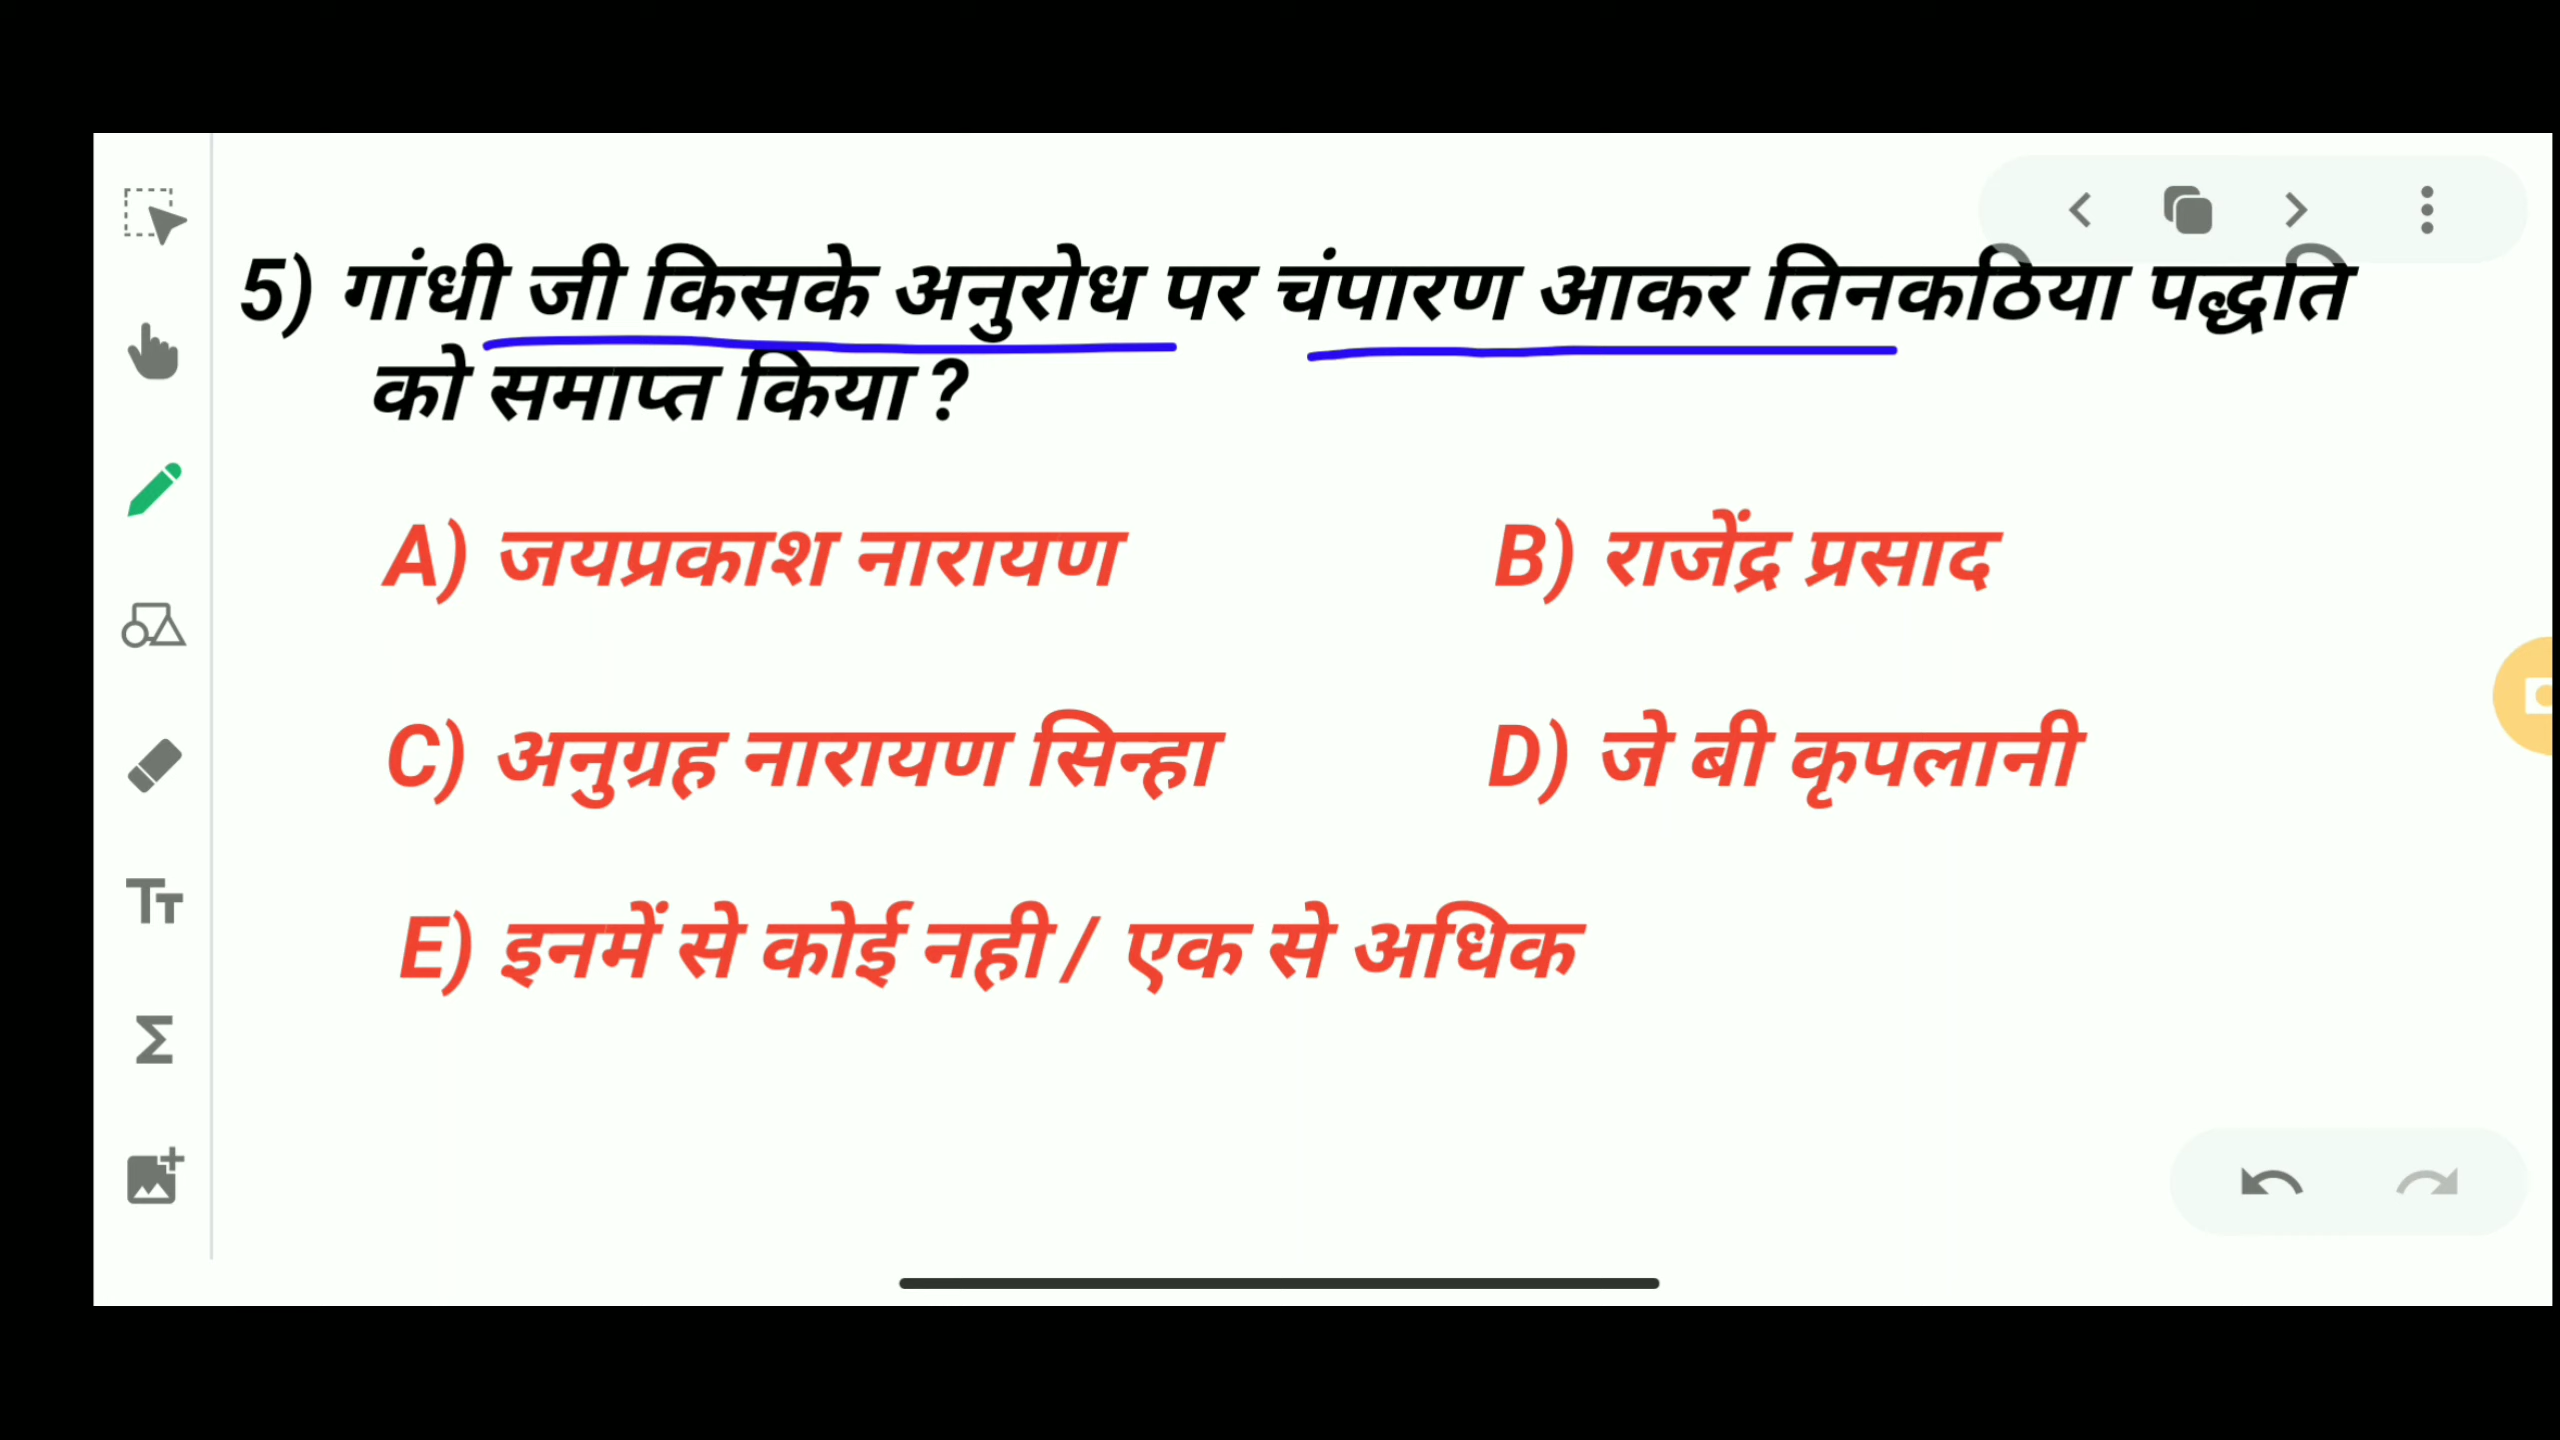 5) गांधी जी किसके अनुरोध पर चंपारण आकर तिनकठिया पद्धति
को समाप्त किया ?
A) जयप्रकाश नारायण
B) राजेंद्र प्रसाद
C) अनुग्रह नारायण सिन्हा
D) जे बी कृपलानी
E) इनमें से कोई नही / एक से अधिक